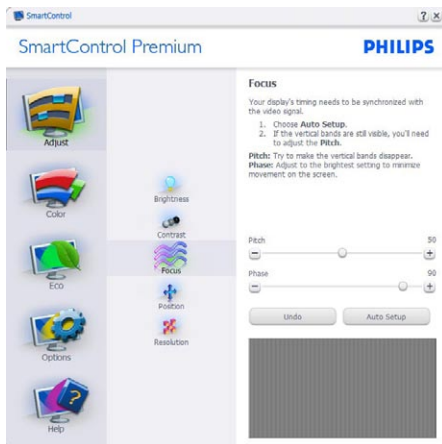 SmartControl
? x
SmartControl Premium
PHILIPS
Adjust
Color
Eco
Options
Help
Brightness
Contrast
Focus
Position
Resolution
Focus
Your display's timing needs to be synchronized with
the video signal.
1. Choose Auto Setup.
2. If the vertical bands are still visible, you'll need
to adjust the Pitch.
Pitch: Try to make the vertical bands disappear.
Phase: Adjust to the brightest setting to minimize
movement on the screen.
Pitch 50
Phase 90
Undo Auto Setup